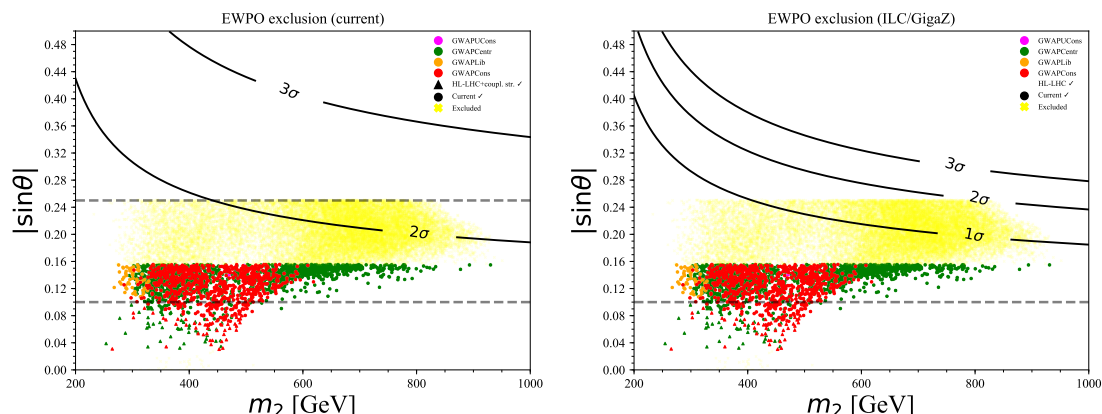 EWPO exclusion (current)
GWAPUCons
GWAPCentr
GWAPLib
GWAPCons
HL-LHC+coupl. str. ✓
Current ✓
Excluded
3σ
2σ
0.48
0.44
0.40
0.36
0.32
0.28
0.24
0.20
0.16
0.12
0.08
0.04
0.00
|sinθ|
200 400 600 800 1000
m₂ [GeV]
EWPO exclusion (ILC/GigaZ)
GWAPUCons
GWAPCentr
GWAPLib
GWAPCons
HL-LHC ✓
Current ✓
Excluded
3σ
2σ
1σ
0.48
0.44
0.40
0.36
0.32
0.28
0.24
0.20
0.16
0.12
0.08
0.04
0.00
|sinθ|
200 400 600 800 1000
m₂ [GeV]